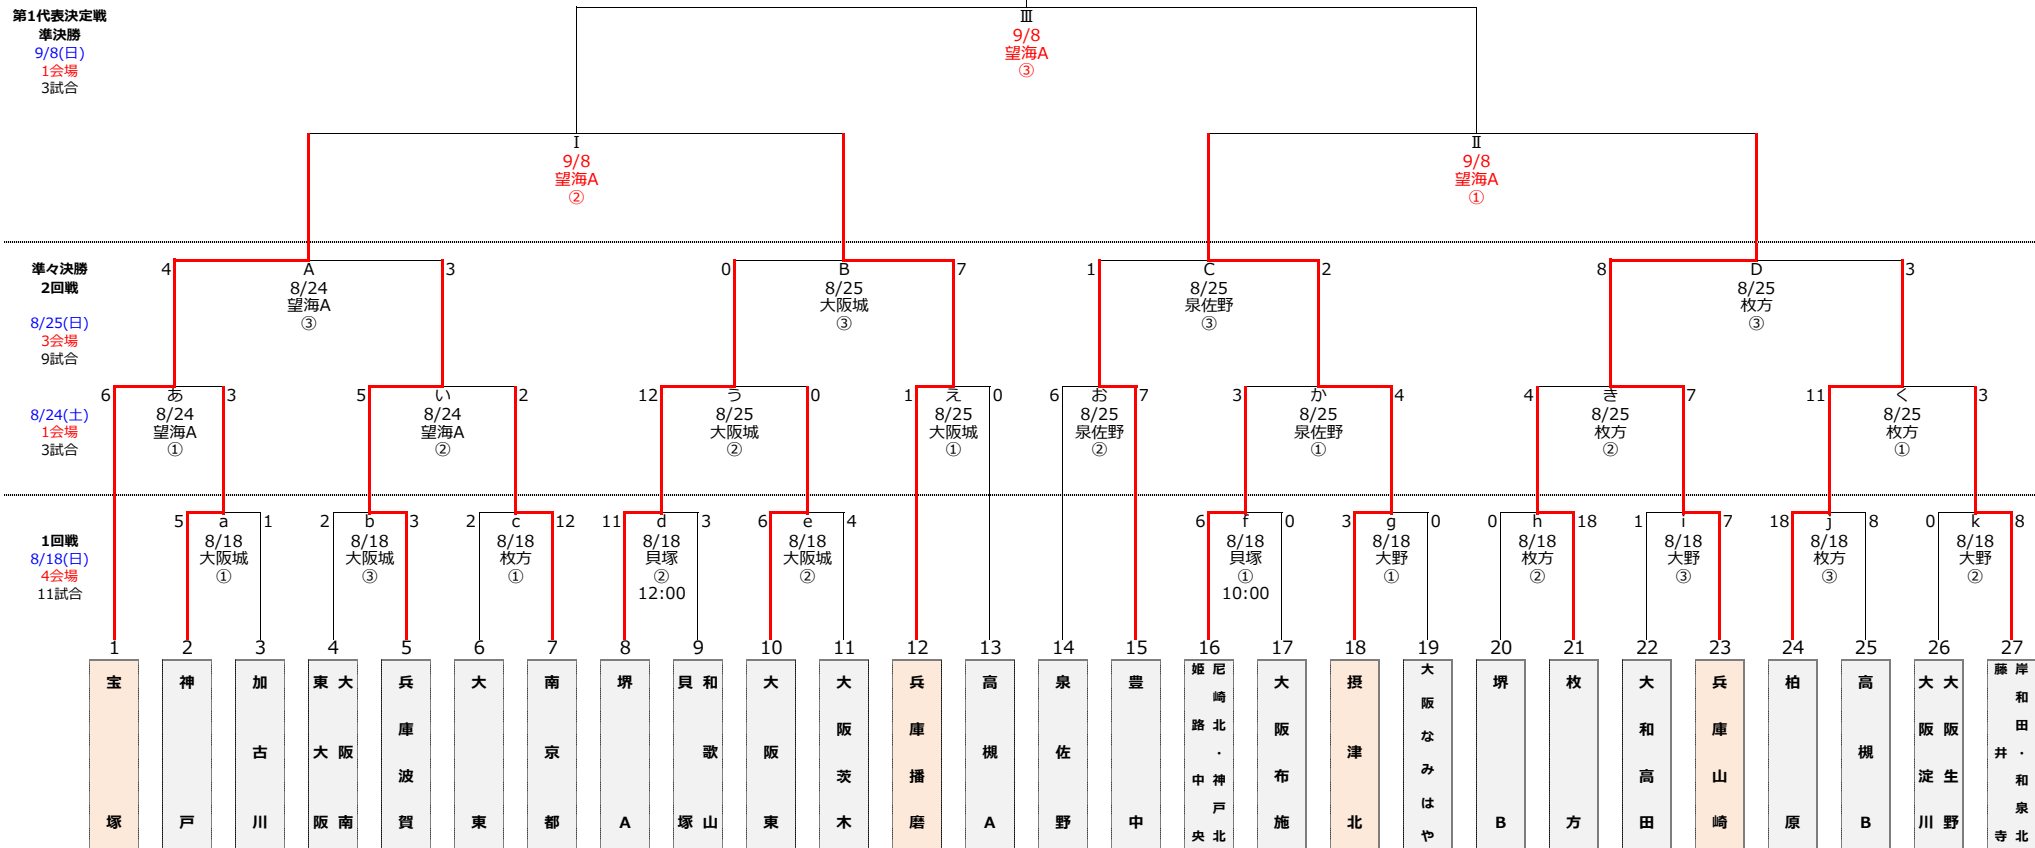 第1代表決定戦
準決勝
9/8(日)
1会場
3試合
Ⅲ
9/8
望海A
③
Ⅰ
9/8
望海A
②
Ⅱ
9/8
望海A
①
準々決勝
2回戦
8/25(日)
3会場
9試合
4 A 3
8/24
望海A
③
0 B 7
8/25
大阪城
③
1 C 2
8/25
泉佐野
③
8 D 3
8/25
枚方
③
8/24(土)
1会場
3試合
6 あ 3
8/24
望海A
①
5 い 2
8/24
望海A
②
12 う 0
8/25
大阪城
②
1 え 0
8/25
大阪城
①
6 お 7
8/25
泉佐野
②
3 か 4
8/25
泉佐野
①
4 き 7
8/25
枚方
②
11 く 3
8/25
枚方
①
1回戦
8/18(日)
4会場
11試合
5 a 1
8/18
大阪城
①
2 b 3
8/18
大阪城
③
2 c 12
8/18
枚方
①
11 d 3
8/18
貝塚
②
12:00
6 e 4
8/18
大阪城
②
6 f 0
8/18
貝塚
①
10:00
3 g 0
8/18
大野
①
0 h 18
8/18
枚方
②
1 i 7
8/18
大野
③
18 j 8
8/18
枚方
③
0 k 8
8/18
大野
②
1 2 3 4 5 6 7 8 9 10 11 12 13 14 15 16 17 18 19 20 21 22 23 24 25 26 27
宝塚
神戸
加古川
大阪南
東大阪
兵庫波賀
大東
南京都
堺A
和歌山
貝塚
大阪東
大阪茨木
兵庫播磨
高槻A
泉佐野
豊中
尼崎北・神戸北
姫路中央
大阪布施
摂津北
大阪なみはや
堺B
枚方
大和高田
兵庫山崎
柏原
高槻B
大阪生野
大阪淀川
岸和田・和泉北
藤井寺